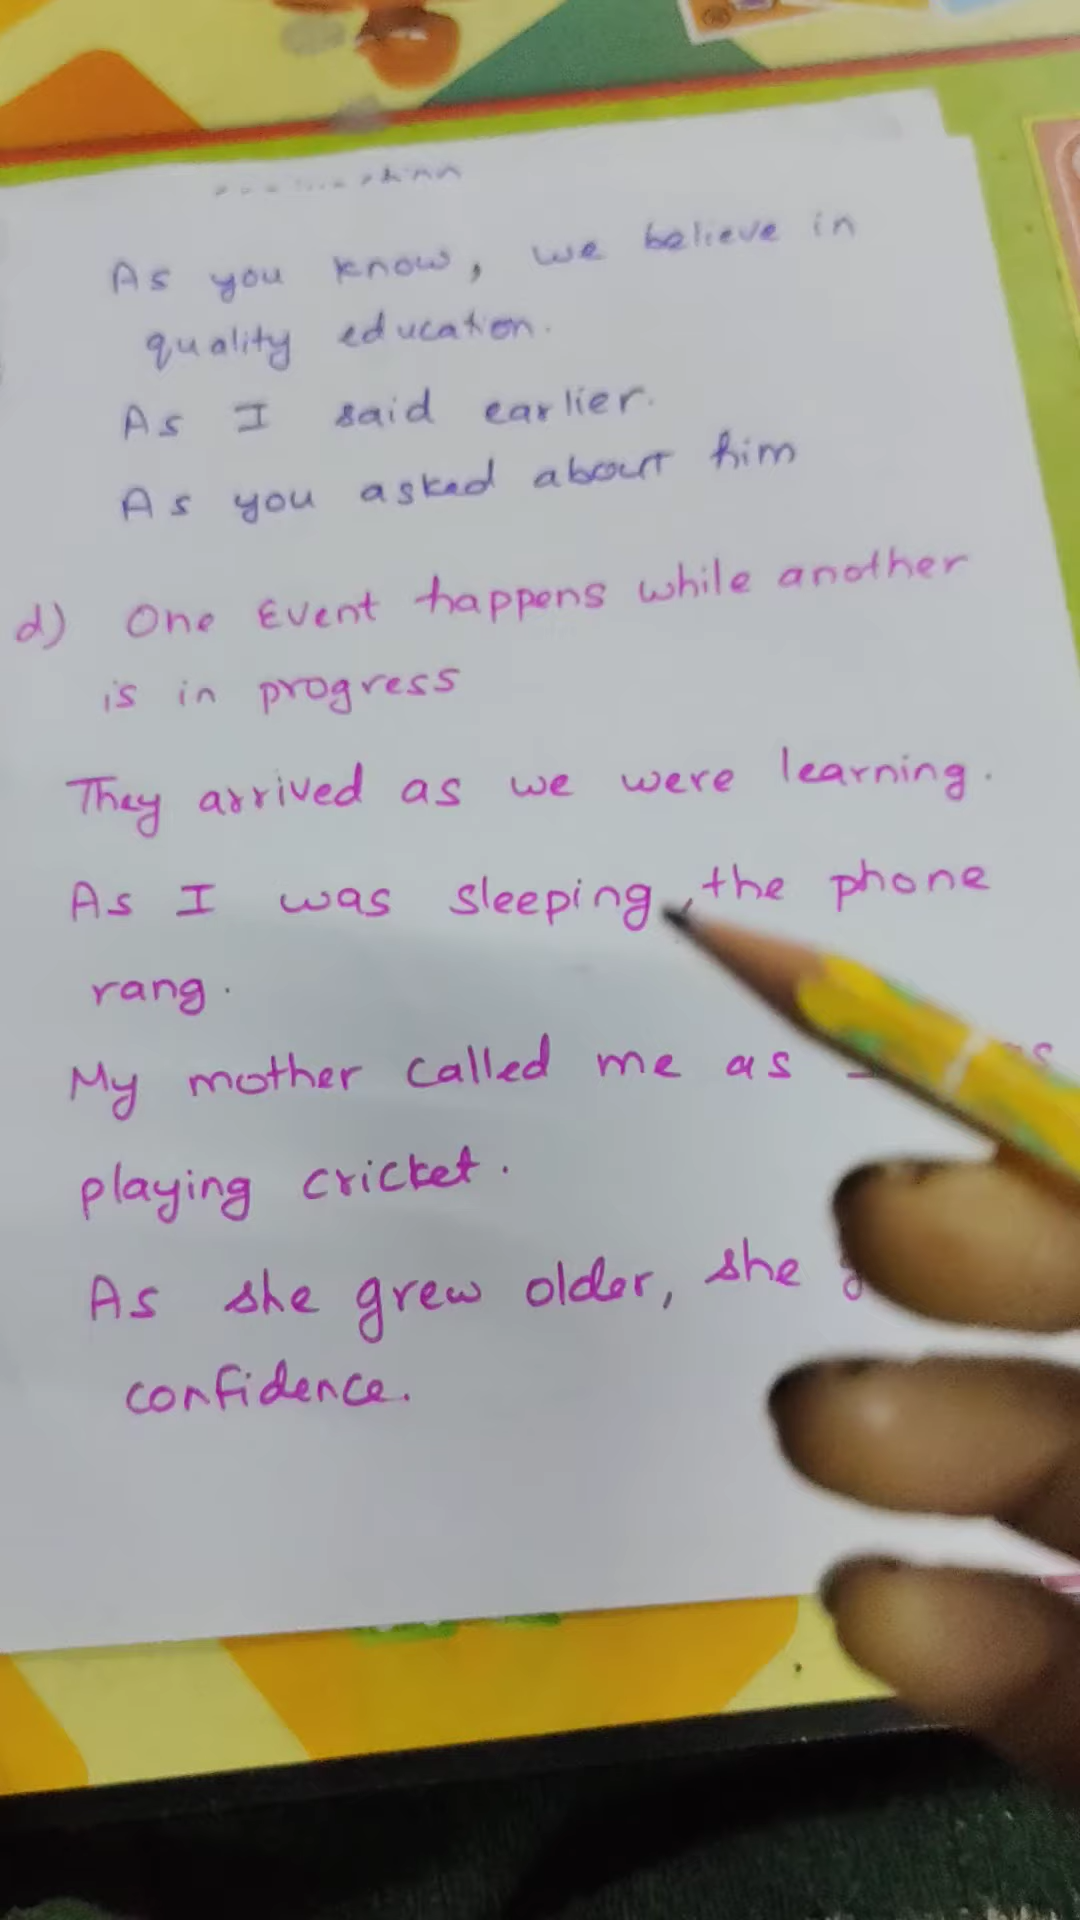 As you know, we believe in
quality education.
As I said earlier.
As you asked about him
d) One Event happens while another
is in progress
They arrived as we were learning.
As I was sleeping, the phone
rang.
My mother called me as
playing cricket.
As she grew older, she
confidence.